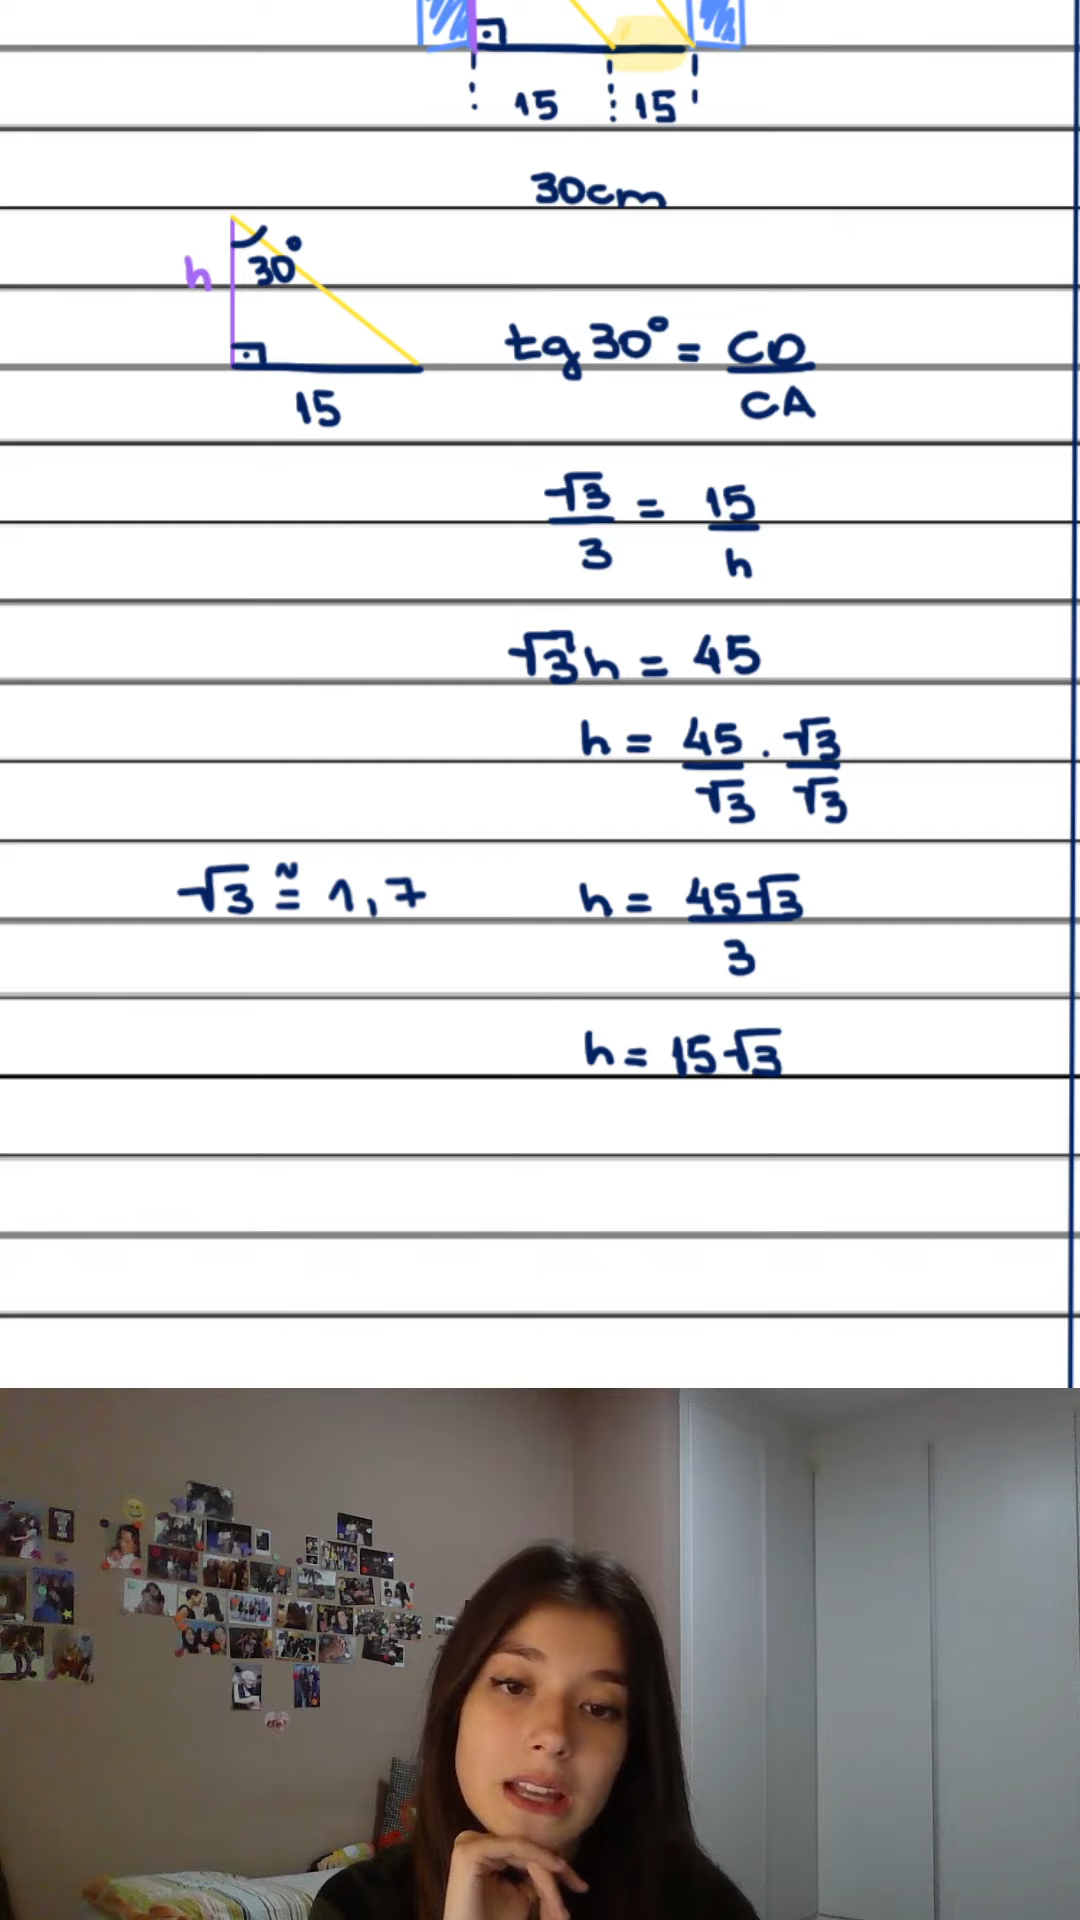 15 15
30cm
h 30°
15
tg 30° = CO/CA
√3/3 = 15/h
√3h = 45
h = 45/√3 . √3/√3
√3 ≅ 1,7
h = 45√3/3
h = 15√3